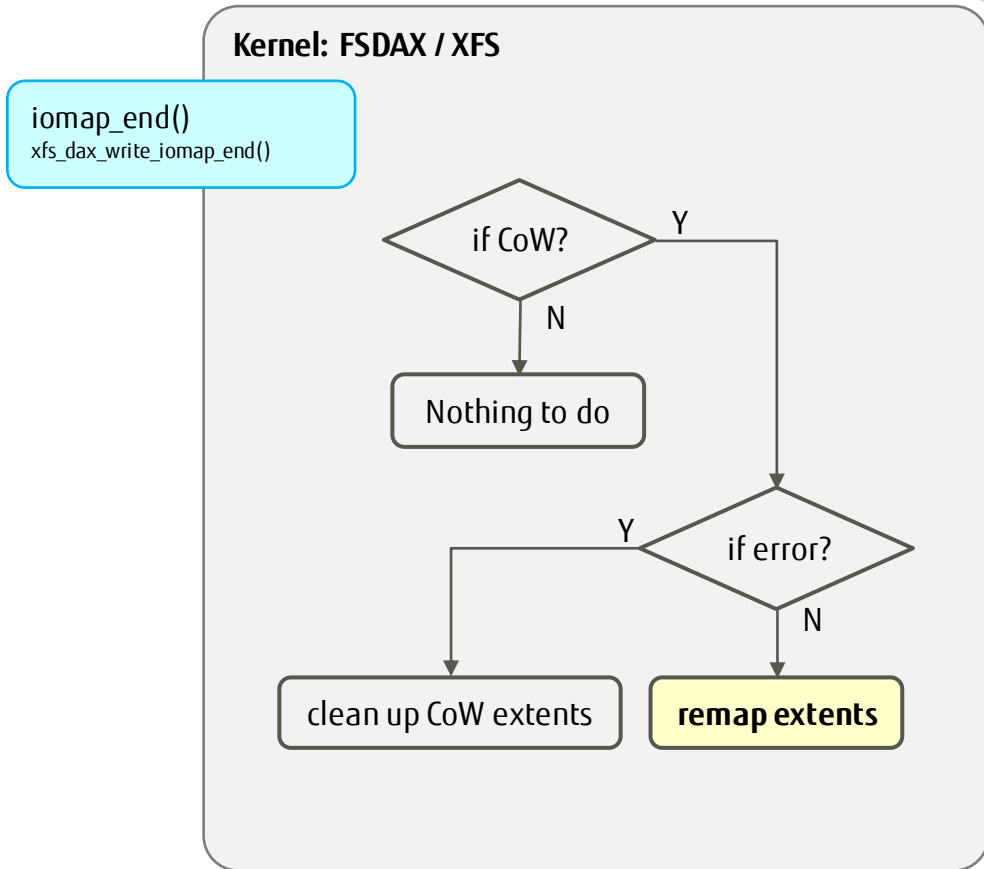 Kernel: FSDAX / XFS
iomap_end()
xfs_dax_write_iomap_end()
if CoW?
Y
N
Nothing to do
if error?
Y
N
clean up CoW extents
remap extents